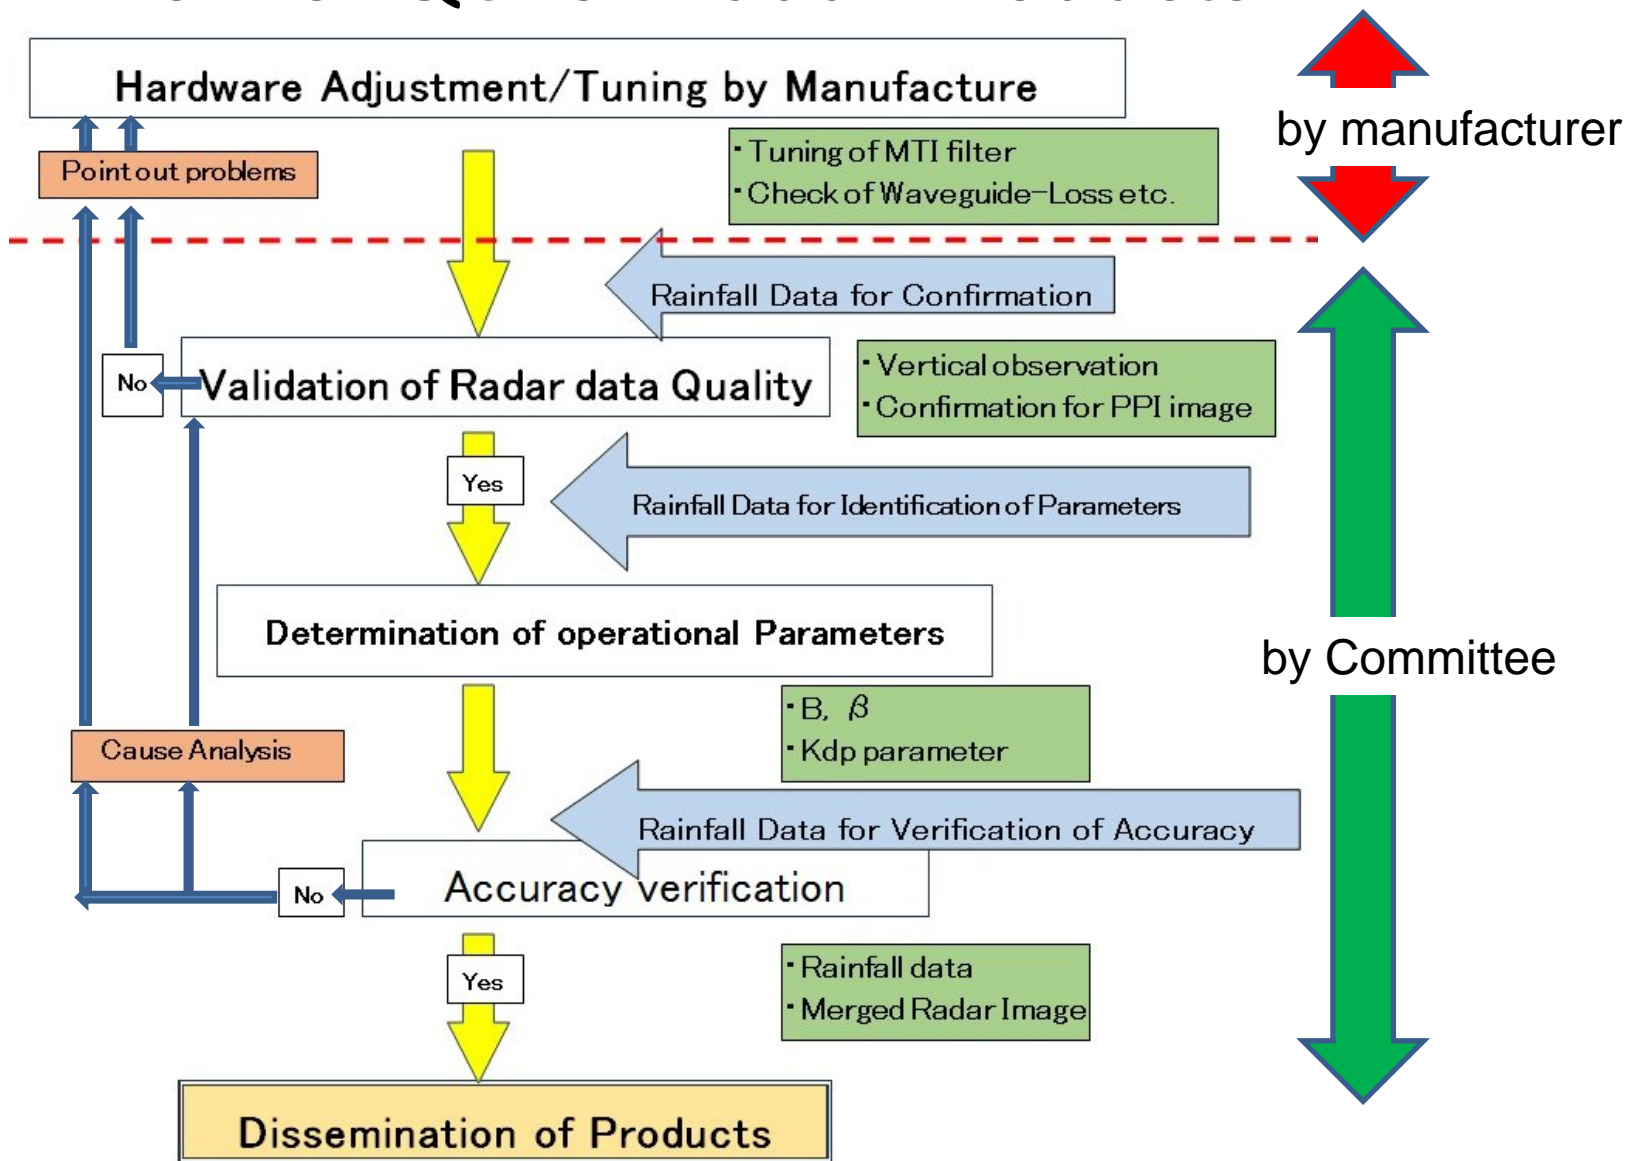 Hardware Adjustment/Tuning by Manufacture
by manufacturer
Point out problems
・Tuning of MTI filter
・Check of Waveguide-Loss etc.
Rainfall Data for Confirmation
No
Validation of Radar data Quality
・Vertical observation
・Confirmation for PPI image
Yes
Rainfall Data for Identification of Parameters
Determination of operational Parameters
by Committee
・B, β
・Kdp parameter
Cause Analysis
Rainfall Data for Verification of Accuracy
No
Accuracy verification
Yes
・Rainfall data
・Merged Radar Image
Dissemination of Products